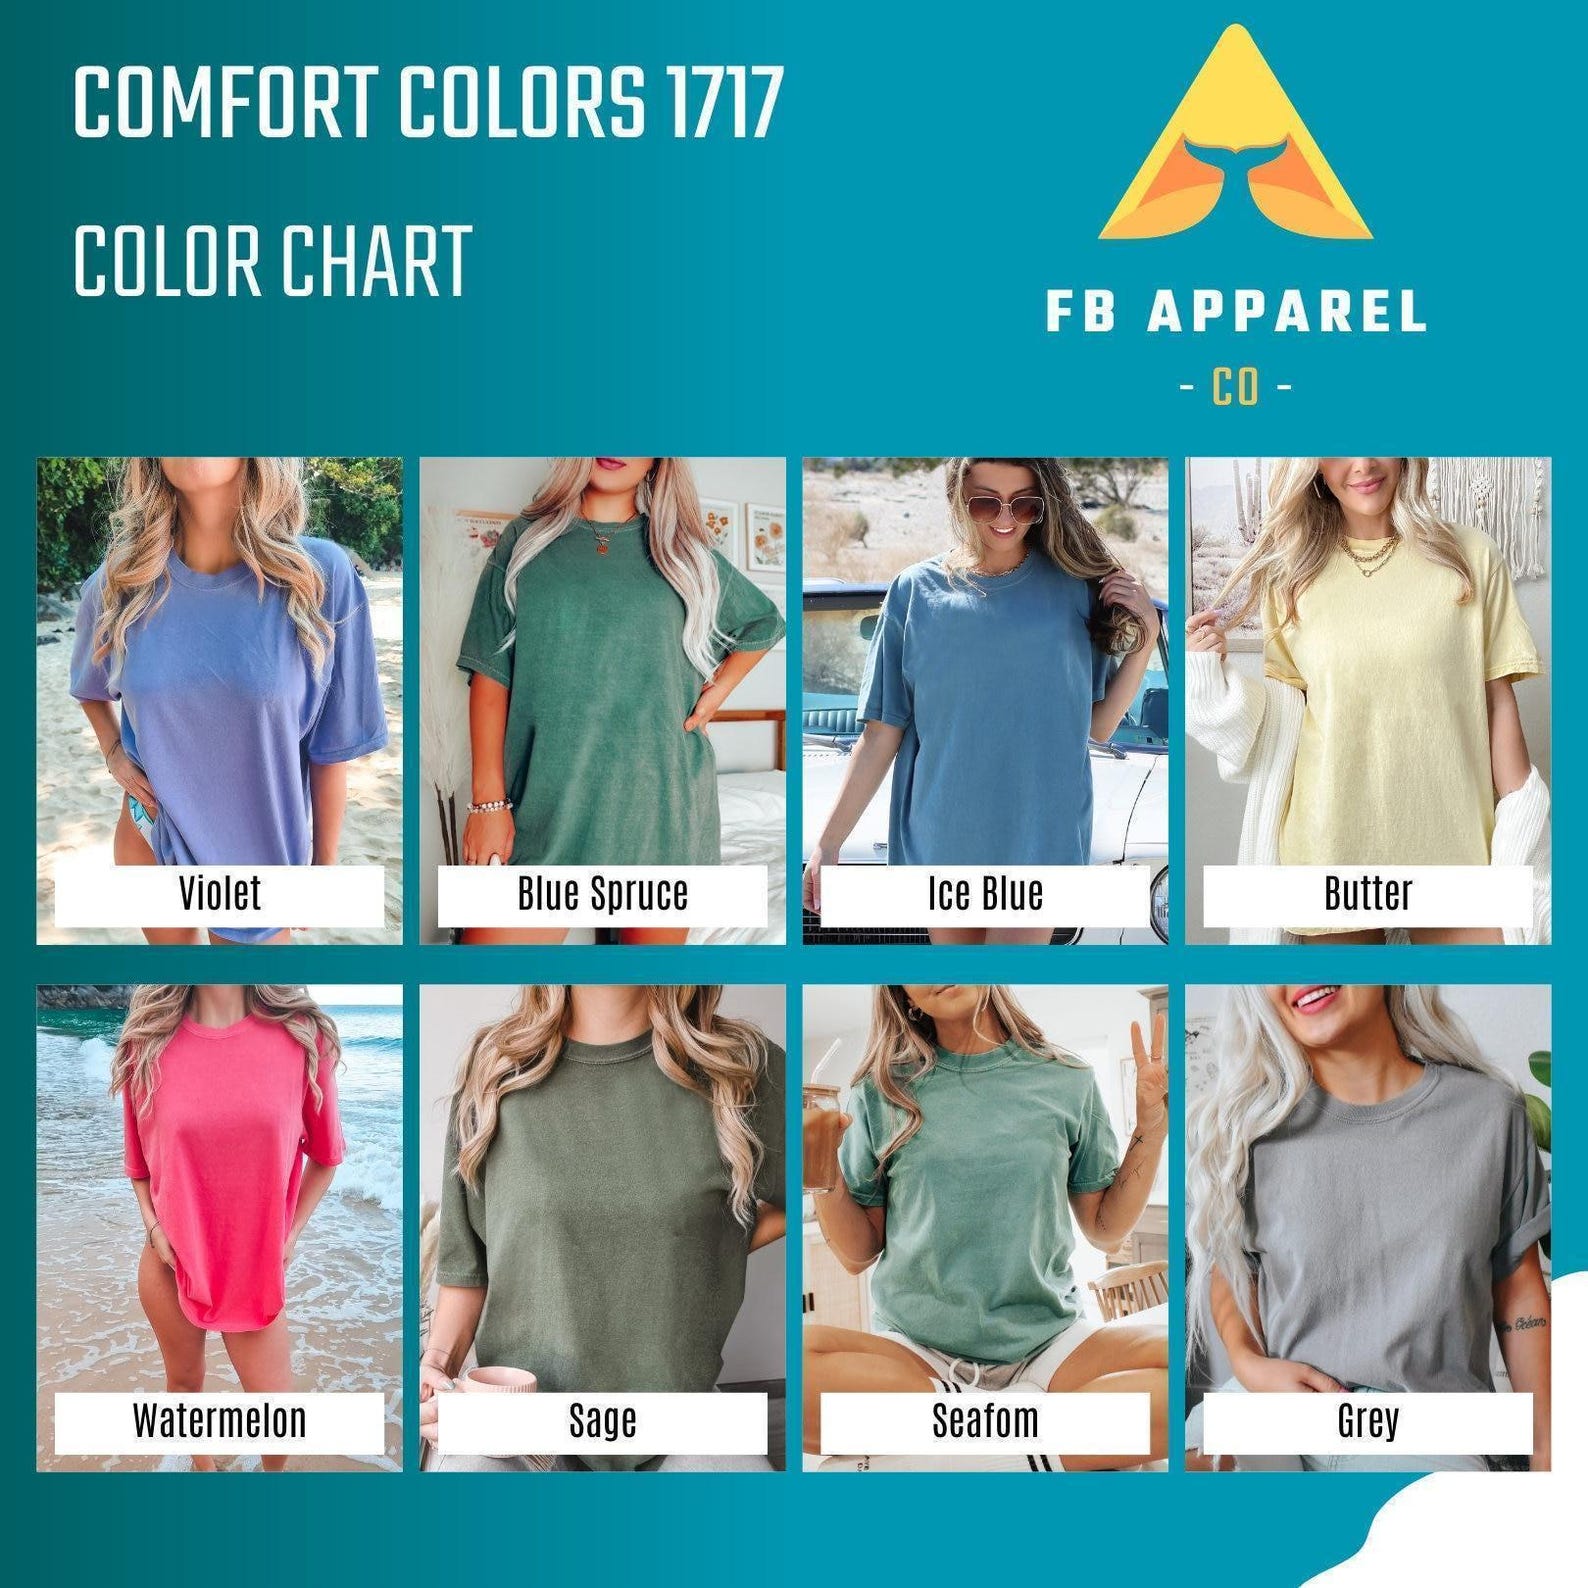 COMFORT COLORS 1717
COLOR CHART
FB APPAREL
- CO -
Violet
Blue Spruce
Ice Blue
Butter
Watermelon
Sage
Seafom
Grey